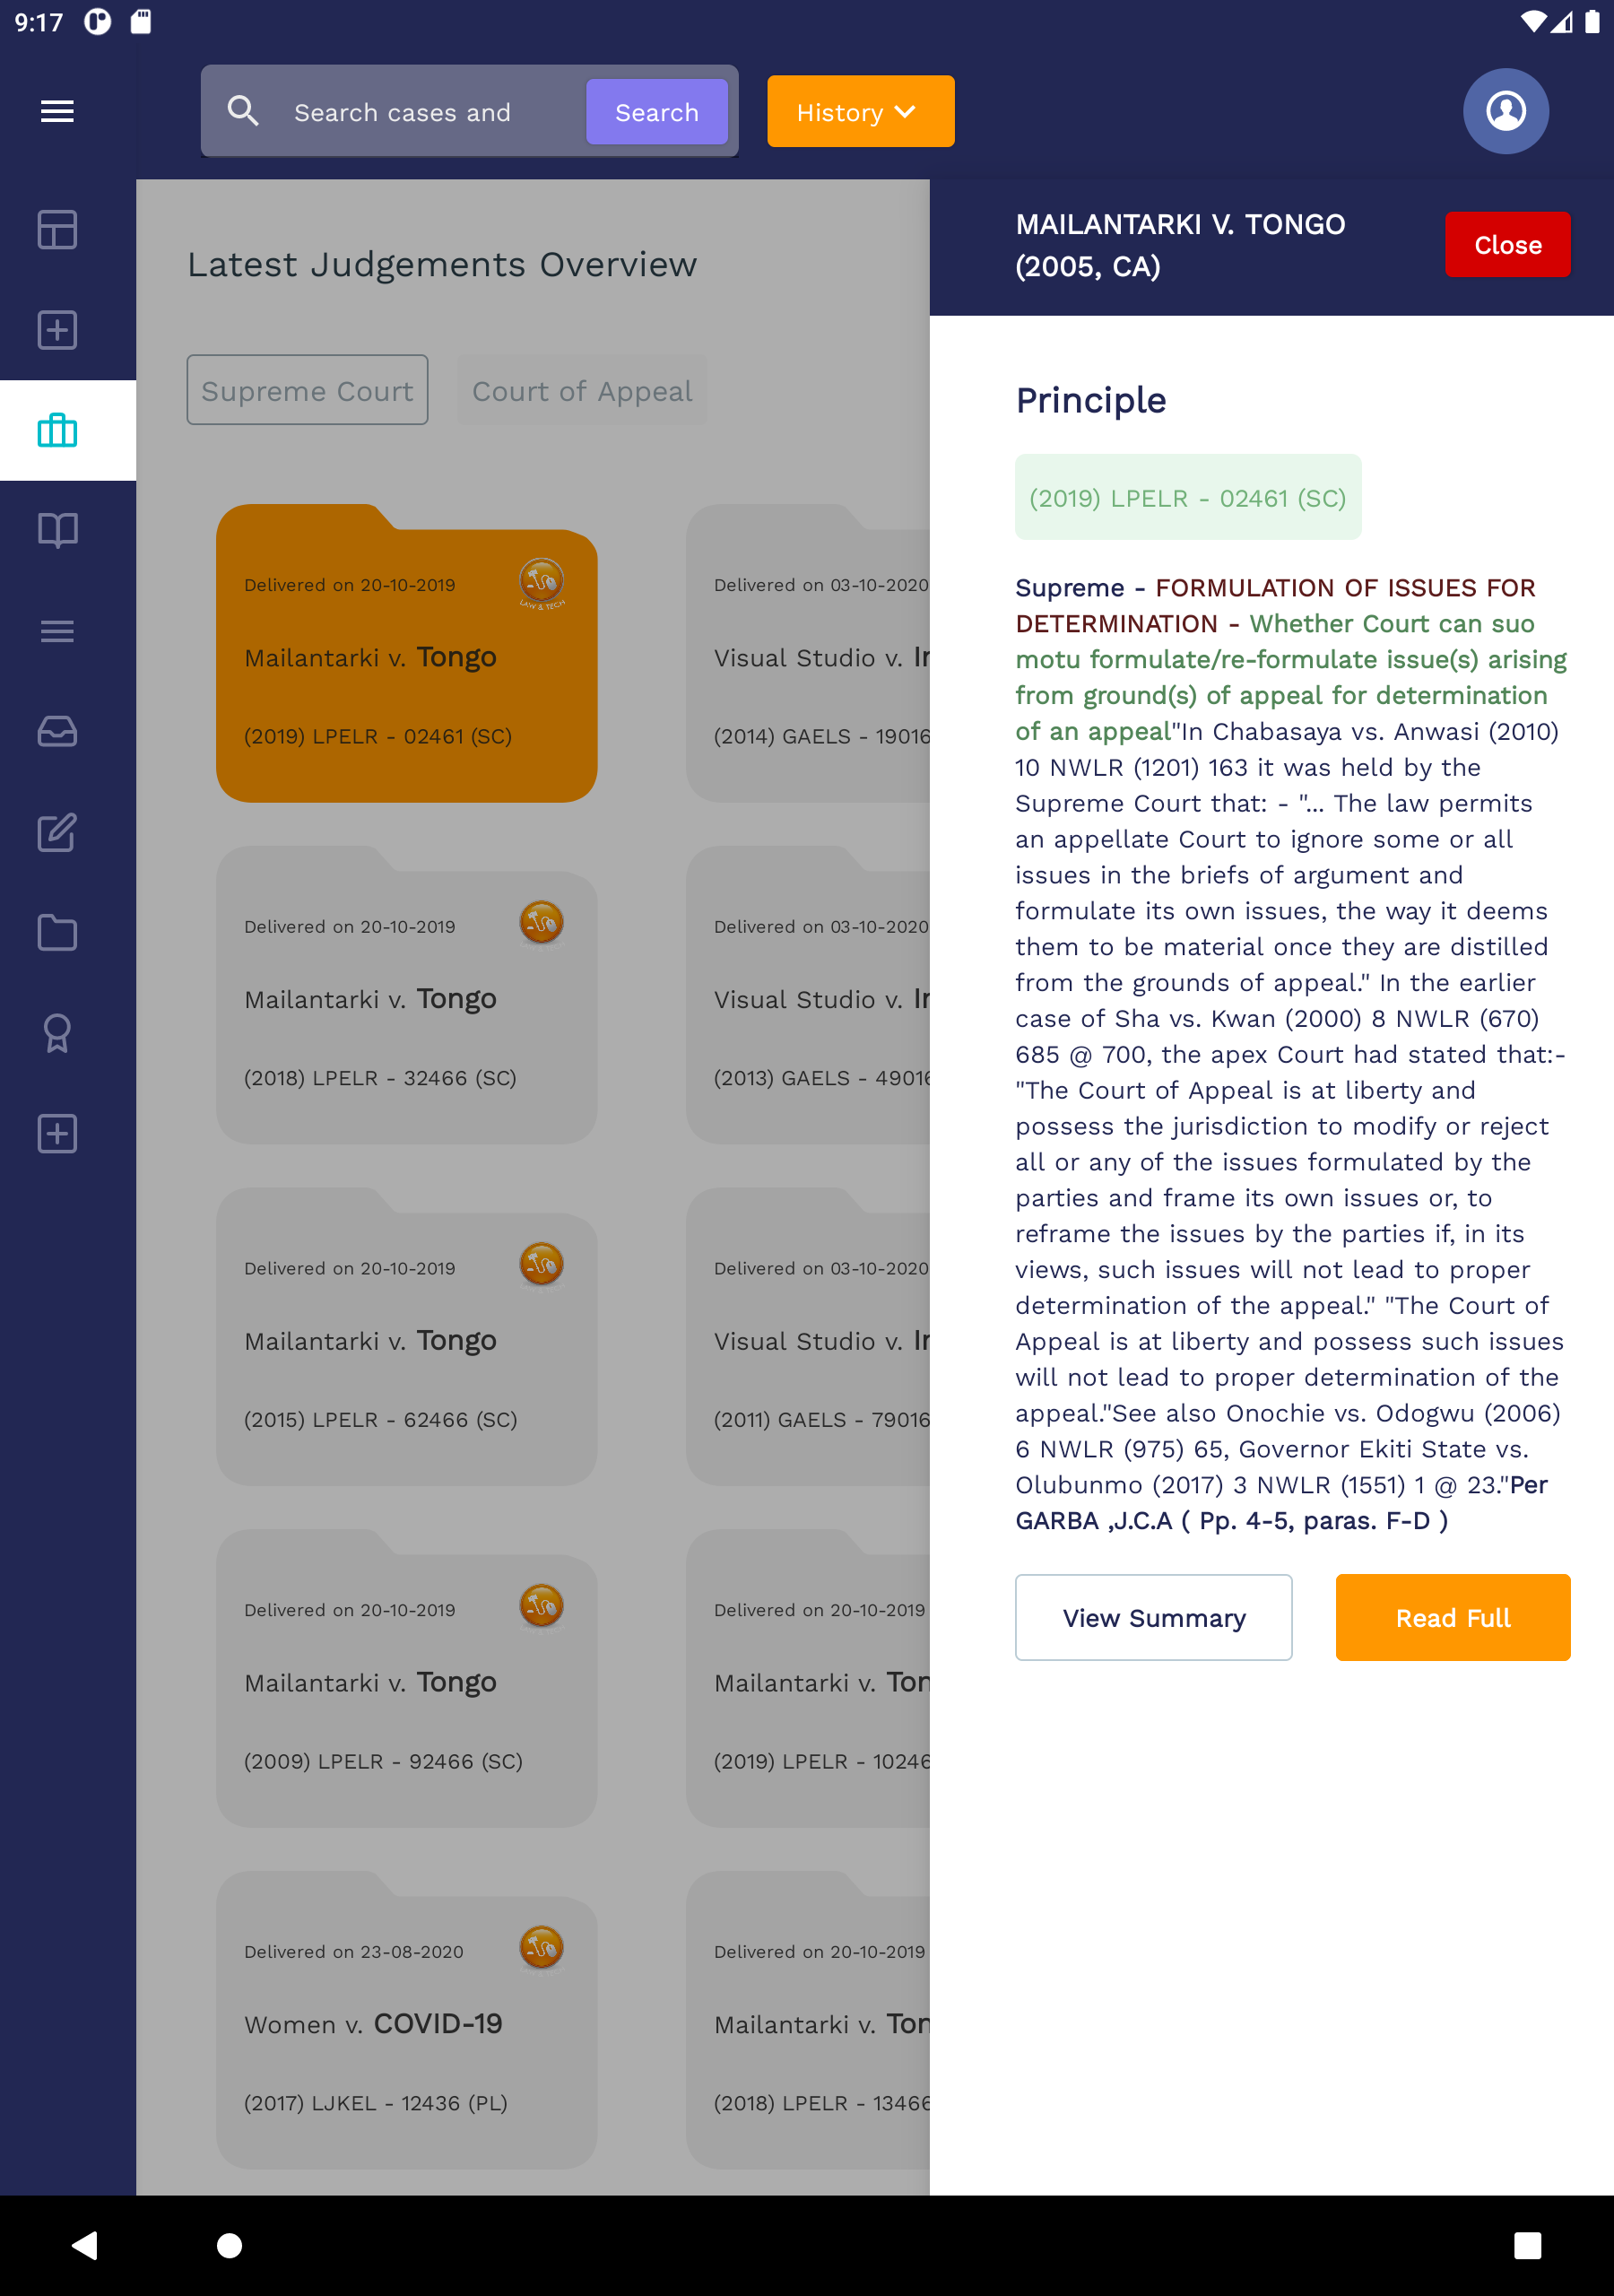 9:17
Search cases and
Search
History
MAILANTARKI V. TONGO
(2005, CA)
Close
Latest Judgements Overview
Supreme Court
Court of Appeal
Delivered on 20-10-2019
LAW & TECH
Mailantarki v. Tongo
(2019) LPELR - 02461 (SC)
Delivered on 03-10-2020
Visual Studio v.
(2014) GAELS - 19016
Delivered on 20-10-2019
Mailantarki v. Tongo
(2018) LPELR - 32466 (SC)
Delivered on 03-10-2020
Visual Studio v.
(2013) GAELS - 49016
Delivered on 20-10-2019
Mailantarki v. Tongo
(2015) LPELR - 62466 (SC)
Delivered on 03-10-2020
Visual Studio v.
(2011) GAELS - 79016
Delivered on 20-10-2019
Mailantarki v. Tongo
(2009) LPELR - 92466 (SC)
Delivered on 20-10-2019
Mailantarki v. Ton
(2019) LPELR - 10246
Delivered on 23-08-2020
Women v. COVID-19
(2017) LJKEL - 12436 (PL)
Delivered on 20-10-2019
Mailantarki v. Ton
(2018) LPELR - 13466
Principle
(2019) LPELR - 02461 (SC)
Supreme - FORMULATION OF ISSUES FOR
DETERMINATION - Whether Court can suo
motu formulate/re-formulate issue(s) arising
from ground(s) of appeal for determination
of an appeal"In Chabasaya vs. Anwasi (2010)
10 NWLR (1201) 163 it was held by the
Supreme Court that: - "... The law permits
an appellate Court to ignore some or all
issues in the briefs of argument and
formulate its own issues, the way it deems
them to be material once they are distilled
from the grounds of appeal." In the earlier
case of Sha vs. Kwan (2000) 8 NWLR (670)
685 @ 700, the apex Court had stated that:-
"The Court of Appeal is at liberty and
possess the jurisdiction to modify or reject
all or any of the issues formulated by the
parties and frame its own issues or, to
reframe the issues by the parties if, in its
views, such issues will not lead to proper
determination of the appeal." "The Court of
Appeal is at liberty and possess such issues
will not lead to proper determination of the
appeal."See also Onochie vs. Odogwu (2006)
6 NWLR (975) 65, Governor Ekiti State vs.
Olubunmo (2017) 3 NWLR (1551) 1 @ 23."Per
GARBA ,J.C.A ( Pp. 4-5, paras. F-D )
View Summary
Read Full